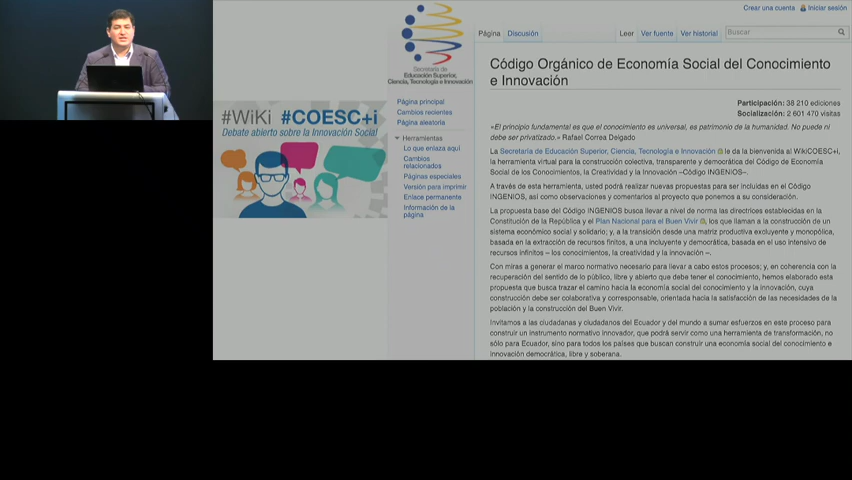 Crear una cuenta
Iniciar sesión
Página
Discusión
Leer
Ver fuente
Ver historial
Buscar
Secretaría de
Educación Superior,
Ciencia, Tecnología e Innovación
#WiKi #COESC+i
Debate abierto sobre la Innovación Social
Página principal
Cambios recientes
Página aleatoria
Herramientas
Lo que enlaza aquí
Cambios
relacionados
Páginas especiales
Versión para imprimir
Enlace permanente
Información de la
página
Código Orgánico de Economía Social del Conocimiento
e Innovación
Participación: 38 210 ediciones
Socialización: 2 601 470 visitas
«El principio fundamental es que el conocimiento es universal, es patrimonio de la humanidad. No puede ni
debe ser privatizado.» Rafael Correa Delgado
La Secretaría de Educación Superior, Ciencia, Tecnología e Innovación le da la bienvenida al WikiCOESC+i,
la herramienta virtual para la construcción colectiva, transparente y democrática del Código de Economía
Social de los Conocimientos, la Creatividad y la Innovación –Código INGENIOS–.
A través de esta herramienta, usted podrá realizar nuevas propuestas para ser incluidas en el Código
INGENIOS, así como observaciones y comentarios al proyecto que ponemos a su consideración.
La propuesta base del Código INGENIOS busca llevar a nivel de norma las directrices establecidas en la
Constitución de la República y el Plan Nacional para el Buen Vivir, los que llaman a la construcción de un
sistema económico social y solidario; y, a la transición desde una matriz productiva excluyente y monopólica,
basada en la extracción de recursos finitos, a una incluyente y democrática, basada en el uso intensivo de
recursos infinitos – los conocimientos, la creatividad y la innovación –.
Con miras a generar el marco normativo necesario para llevar a cabo estos procesos; y, en coherencia con la
recuperación del sentido de lo público, libre y abierto que debe tener el conocimiento, hemos elaborado esta
propuesta que busca trazar el camino hacia la economía social del conocimiento y la innovación, cuya
construcción debe ser colaborativa y corresponsable, orientada hacia la satisfacción de las necesidades de la
población y la construcción del Buen Vivir.
Invitamos a las ciudadanas y ciudadanos del Ecuador y del mundo a sumar esfuerzos en este proceso para
construir un instrumento normativo innovador, que podrá servir como una herramienta de transformación, no
sólo para Ecuador, sino para todos los países que buscan construir una economía social del conocimiento e
innovación democrática, libre y soberana.